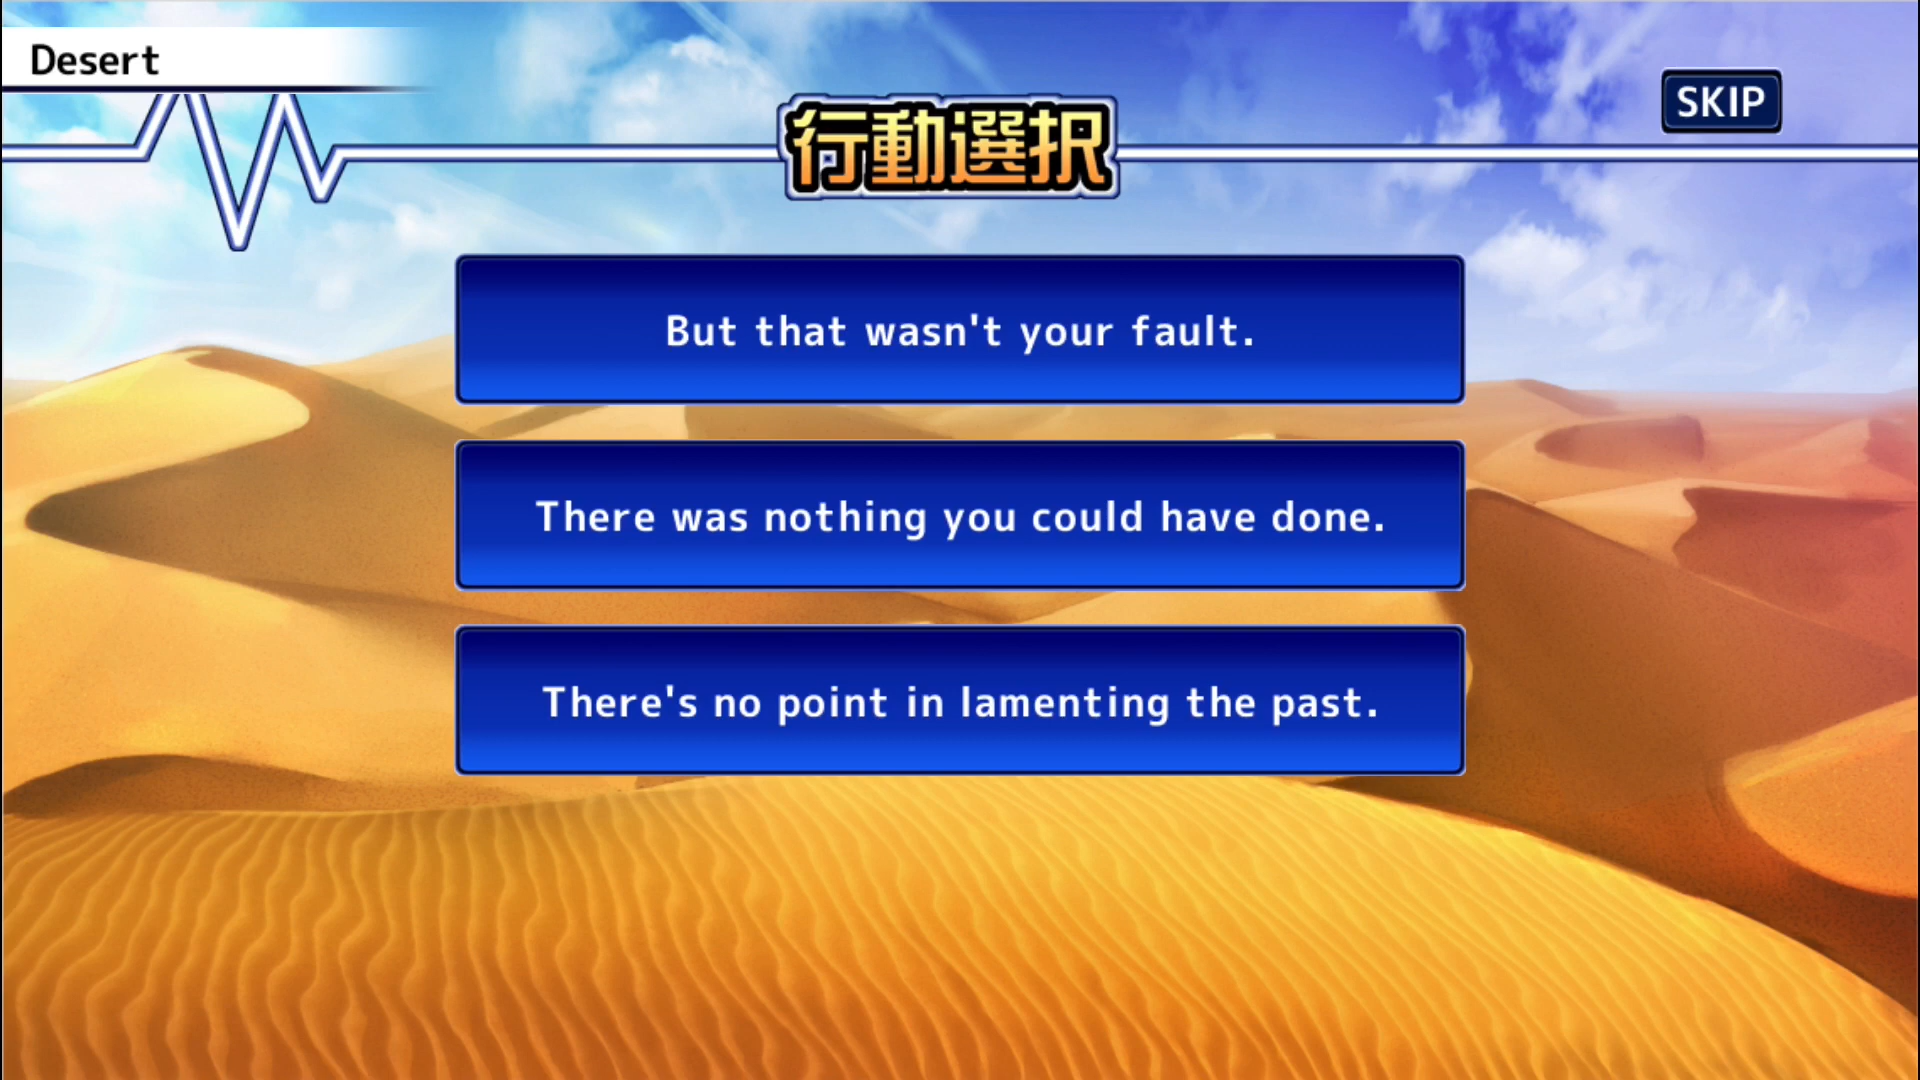 Desert
SKIP
行動選択
But that wasn't your fault.
There was nothing you could have done.
There's no point in lamenting the past.